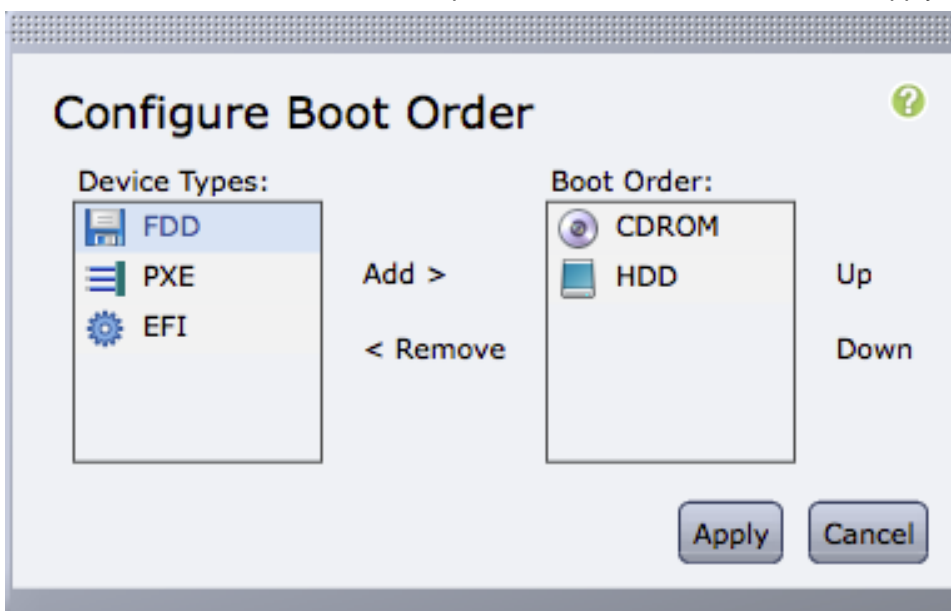 Configure Boot Order
?
Device Types:
FDD
PXE
EFI
Add >
< Remove
Boot Order:
CDROM
HDD
Up
Down
Apply
Cancel